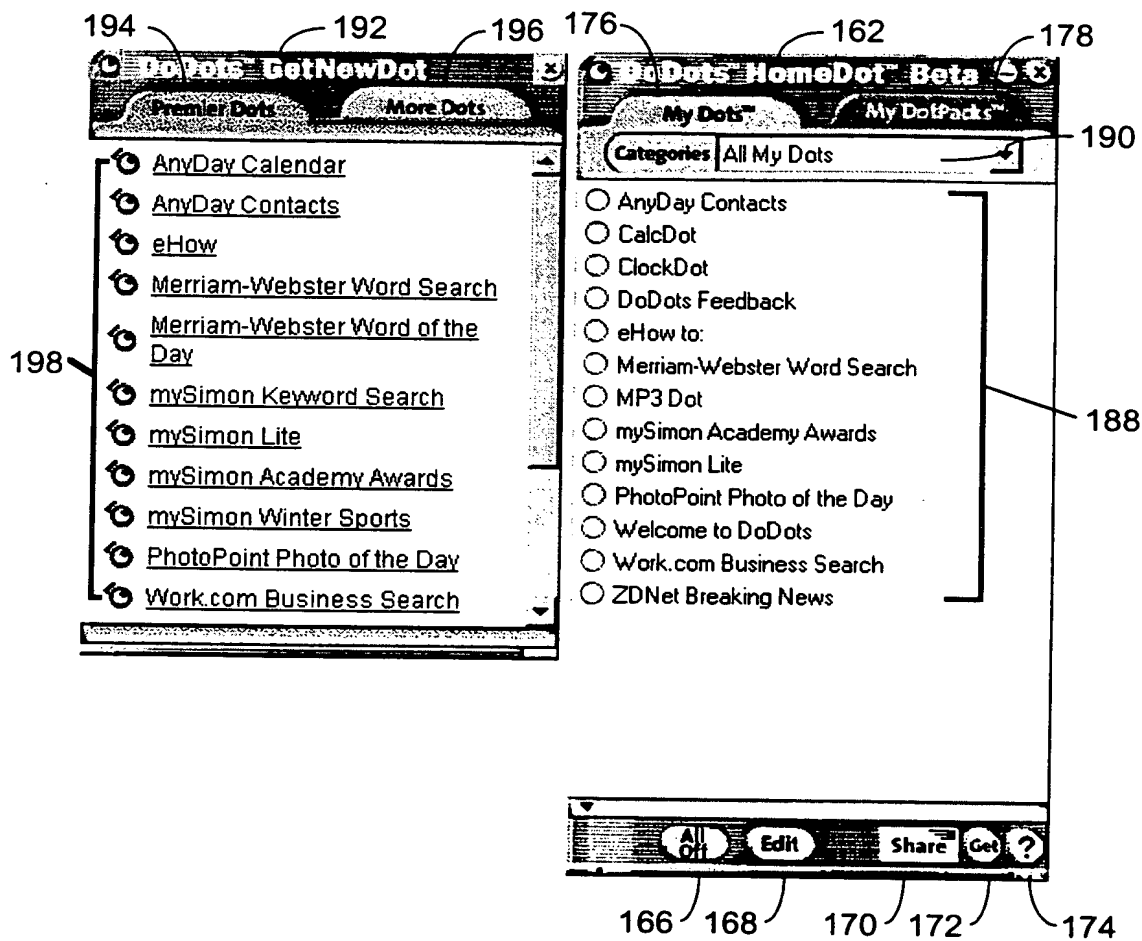 194
192
196
DoDots™ GetNewDot
Premier Dots
More Dots
AnyDay Calendar
AnyDay Contacts
eHow
Merriam-Webster Word Search
Merriam-Webster Word of the
Day
mySimon Keyword Search
mySimon Lite
mySimon Academy Awards
mySimon Winter Sports
PhotoPoint Photo of the Day
Work.com Business Search
198
176
162
178
DoDots™ HomeDot™ Beta
My Dots™
My DotPacks™
190
Categories
All My Dots
AnyDay Contacts
CalcDot
ClockDot
DoDots Feedback
eHow to:
Merriam-Webster Word Search
MP3 Dot
mySimon Academy Awards
mySimon Lite
PhotoPoint Photo of the Day
Welcome to DoDots
Work.com Business Search
ZDNet Breaking News
188
All
Off
Edit
Share
Get
?
166
168
170
172
174